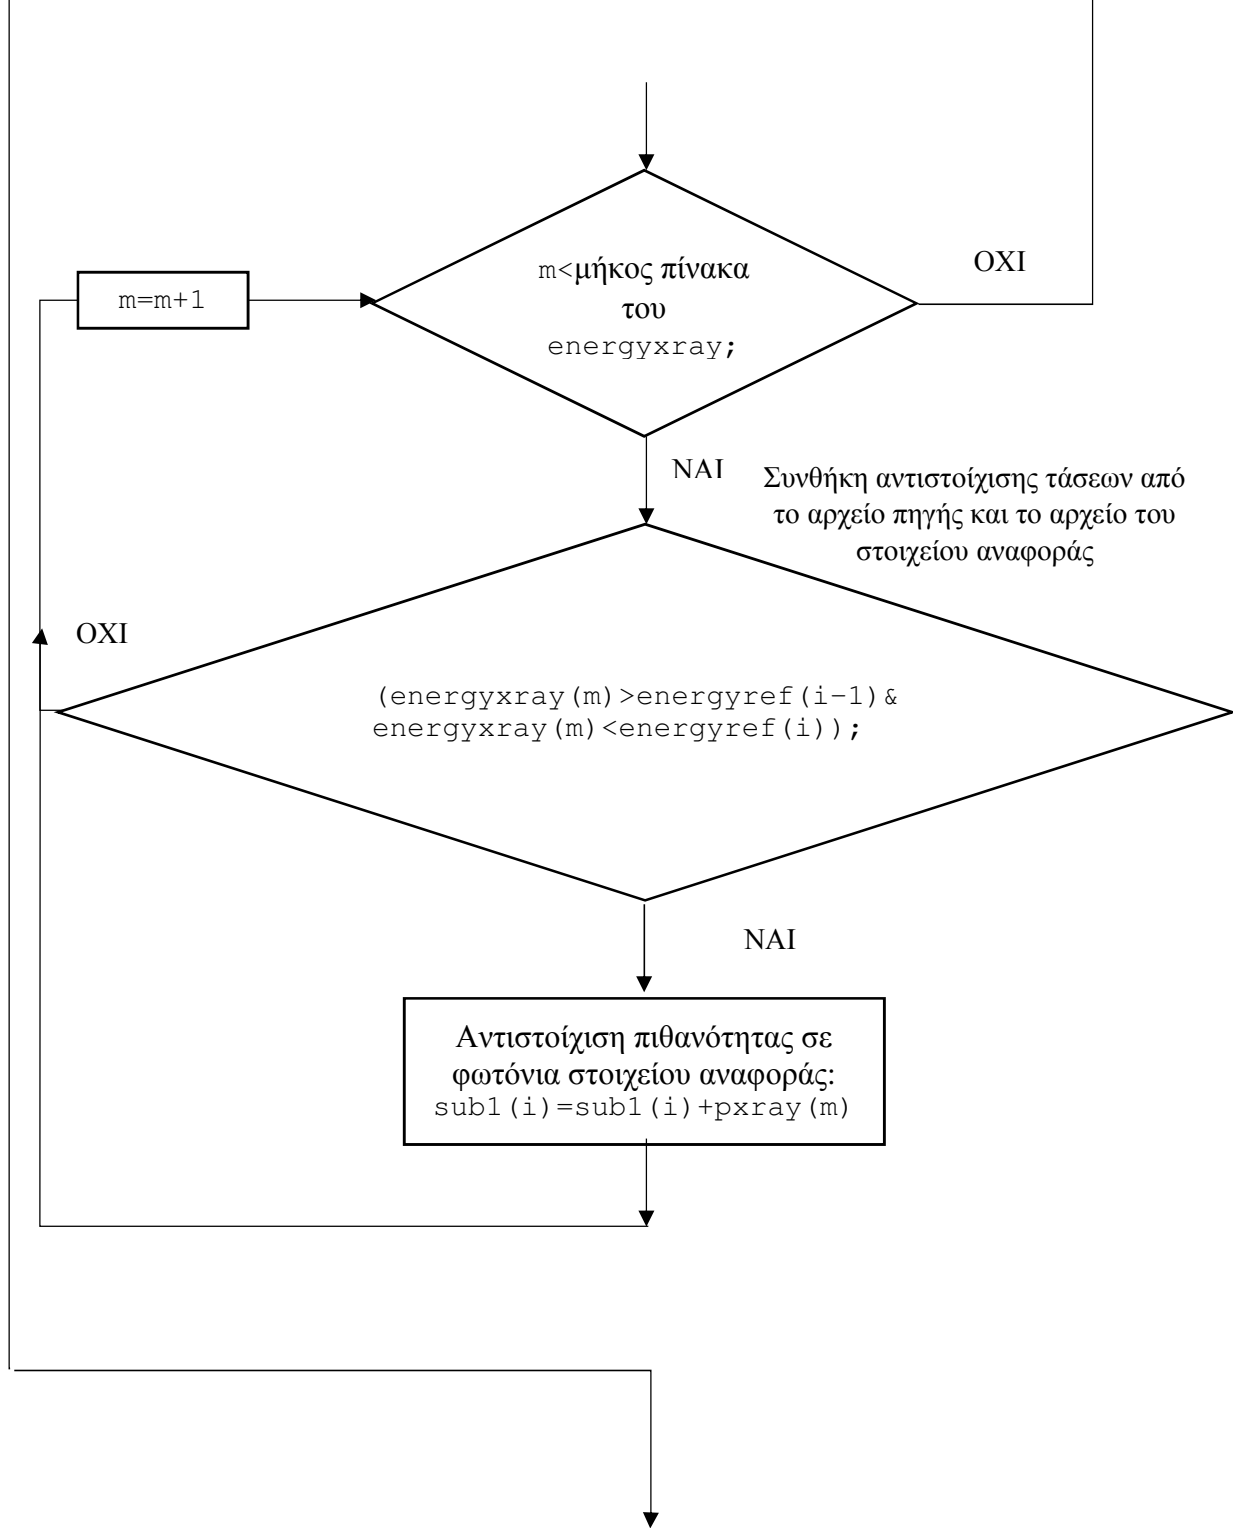 m<μήκος πίνακα
του
energyxray;
ΟΧΙ
m=m+1
ΝΑΙ
Συνθήκη αντιστοίχισης τάσεων από
το αρχείο πηγής και το αρχείο του
στοιχείου αναφοράς
ΟΧΙ
(energyxray(m)>energyref(i-1)&
energyxray(m)<energyref(i));
ΝΑΙ
Αντιστοίχιση πιθανότητας σε
φωτόνια στοιχείου αναφοράς:
sub1(i)=sub1(i)+pxray(m)